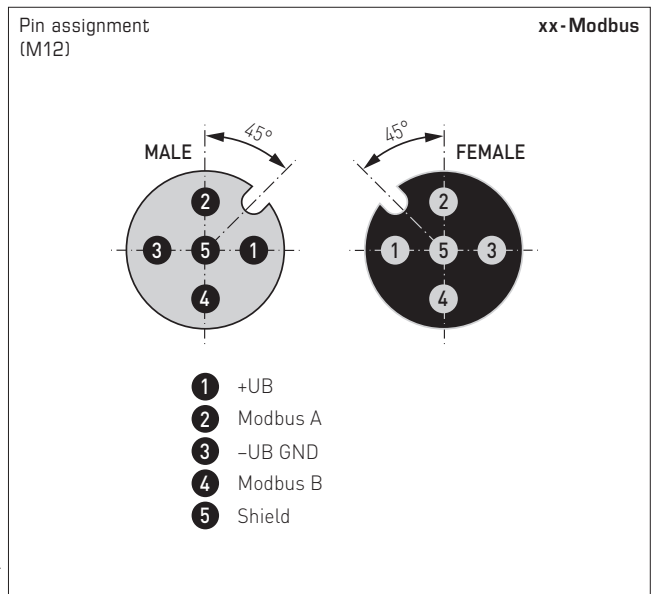 Pin assignment xx-Modbus
(M12)
45° 45°
MALE FEMALE
2 2
3 5 1 1 5 3
4 4
1 +UB
2 Modbus A
3 –UB GND
4 Modbus B
5 Shield